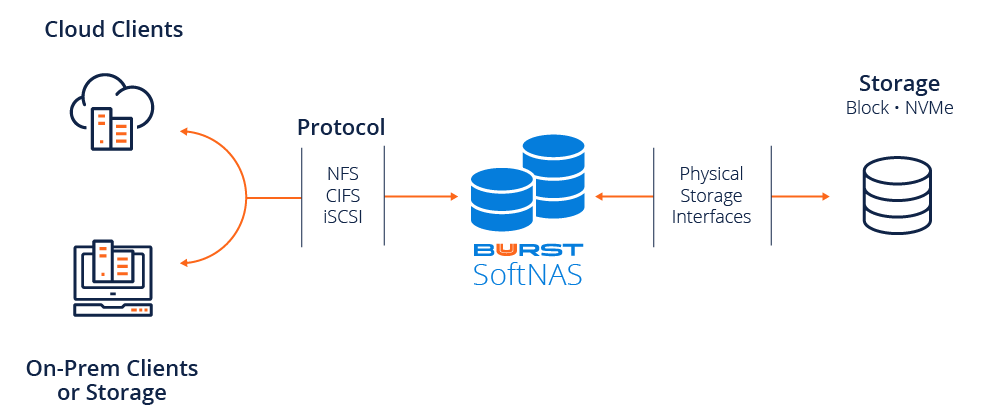 Cloud Clients
On-Prem Clients
or Storage
Protocol
NFS
CIFS
iSCSI
BURST
SoftNAS
Physical
Storage
Interfaces
Storage
Block • NVMe